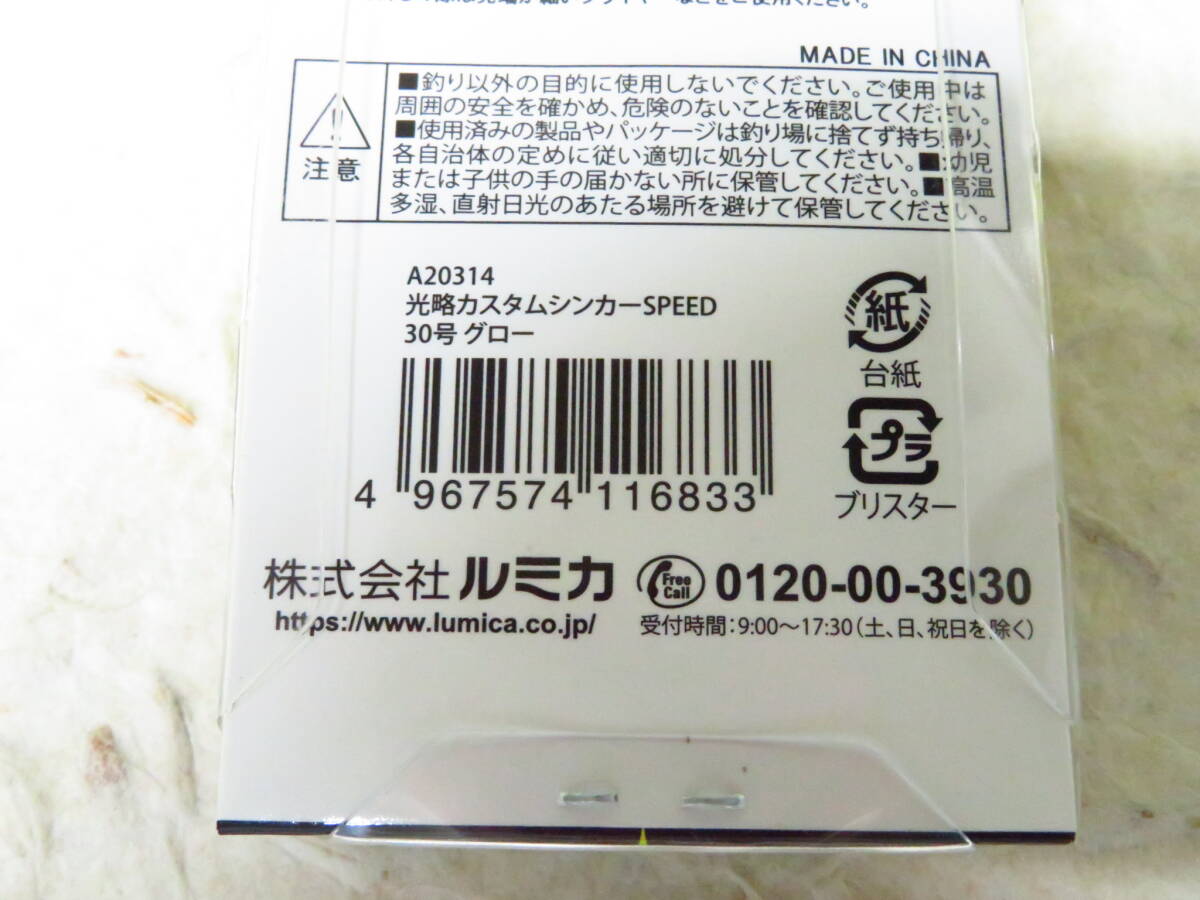 MADE IN CHINA
■釣り以外の目的に使用しないでください。ご使用中は
周囲の安全を確かめ、危険のないことを確認してください。
■使用済みの製品やパッケージは釣り場に捨てず持ち帰り、
各自治体の定めに従い適切に処分してください。■幼児
または子供の手の届かない所に保管してください。■高温
多湿、直射日光のあたる場所を避けて保管してください。
注意
A20314
光略カスタムシンカーSPEED
30号 グロー
4 967574 116833
紙
台紙
プラ
ブリスター
株式会社 ルミカ
Free Call
0120-00-3930
https://www.lumica.co.jp/
受付時間：9:00〜17:30（土、日、祝日を除く）